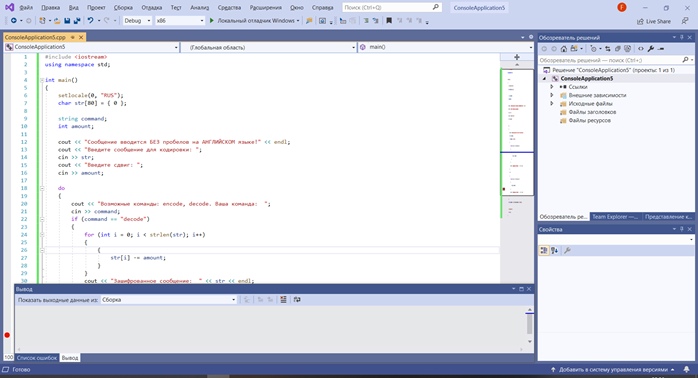 Файл Правка Вид Проект Сборка Отладка Тест Анализ Средства Расширения Окно Справка Поиск (Ctrl+Q) ConsoleApplication5
Debug x86 Локальный отладчик Windows Live Share
ConsoleApplication5.cpp
ConsoleApplication5 (Глобальная область) main()
1 #include <iostream>
2 using namespace std;
3
4 int main()
5 {
6 setlocale(0, "RUS");
7 char str[80] = { 0 };
8
9 string command;
10 int amount;
11
12 cout << "Сообщение вводится БЕЗ пробелов на АНГЛИЙСКОМ языке!" << endl;
13 cout << "Введите сообщение для кодировки: ";
14 cin >> str;
15 cout << "Введите сдвиг: ";
16 cin >> amount;
17
18 do
19 {
20 cout << "Возможные команды: encode, decode. Ваша команда:  ";
21 cin >> command;
22 if (command == "decode")
23 {
24 for (int i = 0; i < strlen(str); i++)
25 {
26 {
27 str[i] -= amount;
28 }
29 }
30 cout << "Зашифрованное сообщение:  " << str << endl;
Вывод
Показать выходные данные из: Сборка
100
Список ошибок Вывод
Обозреватель решений
Обозреватель решений — поиск (Ctrl+;)
Решение "ConsoleApplication5" (проекты: 1 из 1)
ConsoleApplication5
Ссылки
Внешние зависимости
Исходные файлы
Файлы заголовков
Файлы ресурсов
Обозреватель ре... Team Explorer —... Представление к...
Свойства
Готово Добавить в систему управления версиями